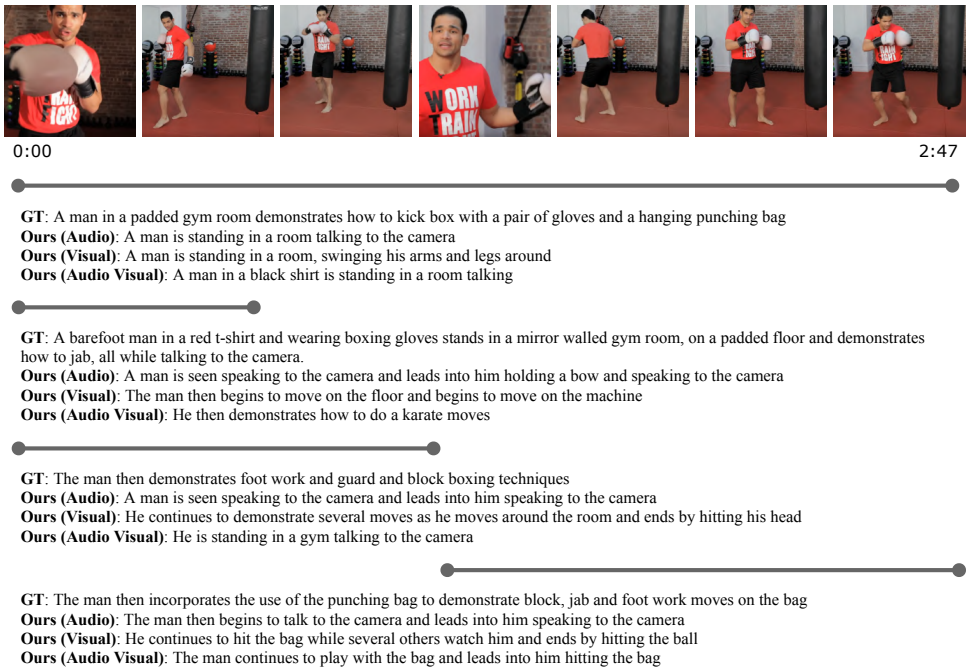 WORK
TRAIN
0:00
2:47
GT: A man in a padded gym room demonstrates how to kick box with a pair of gloves and a hanging punching bag
Ours (Audio): A man is standing in a room talking to the camera
Ours (Visual): A man is standing in a room, swinging his arms and legs around
Ours (Audio Visual): A man in a black shirt is standing in a room talking
GT: A barefoot man in a red t-shirt and wearing boxing gloves stands in a mirror walled gym room, on a padded floor and demonstrates
how to jab, all while talking to the camera.
Ours (Audio): A man is seen speaking to the camera and leads into him holding a bow and speaking to the camera
Ours (Visual): The man then begins to move on the floor and begins to move on the machine
Ours (Audio Visual): He then demonstrates how to do a karate moves
GT: The man then demonstrates foot work and guard and block boxing techniques
Ours (Audio): A man is seen speaking to the camera and leads into him speaking to the camera
Ours (Visual): He continues to demonstrate several moves as he moves around the room and ends by hitting his head
Ours (Audio Visual): He is standing in a gym talking to the camera
GT: The man then incorporates the use of the punching bag to demonstrate block, jab and foot work moves on the bag
Ours (Audio): The man then begins to talk to the camera and leads into him speaking to the camera
Ours (Visual): He continues to hit the bag while several others watch him and ends by hitting the ball
Ours (Audio Visual): The man continues to play with the bag and leads into him hitting the bag